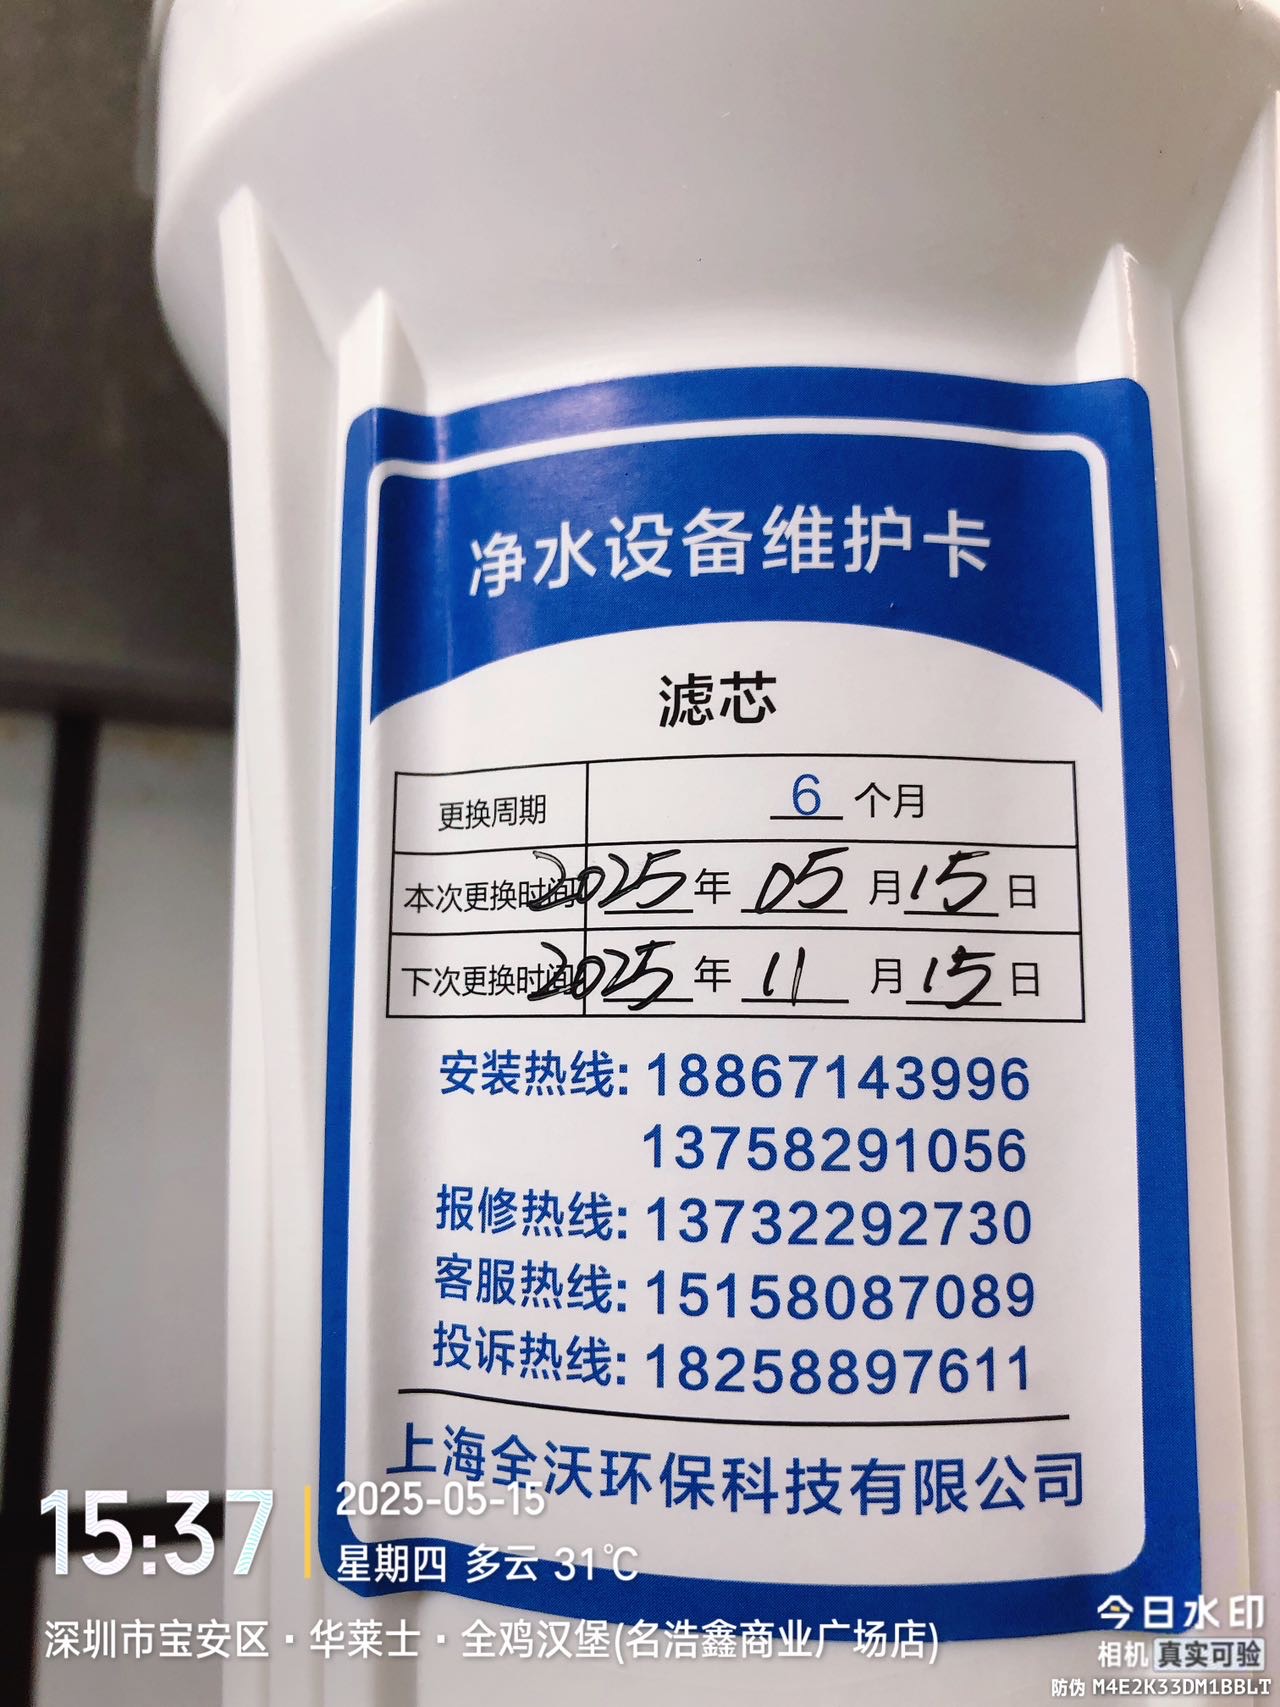 净水设备维护卡
滤芯
更换周期 6 个月
本次更换时间 2025 年 05 月 15 日
下次更换时间 2025 年 11 月 15 日
安装热线: 18867143996
13758291056
报修热线: 13732292730
客服热线: 15158087089
投诉热线: 18258897611
上海全沃环保科技有限公司
15:37
2025-05-15
星期四 多云 31℃
深圳市宝安区·华莱士·全鸡汉堡(名浩鑫商业广场店)
今日水印
相机 真实可验
防伪 M4E2K33DM1BBLT